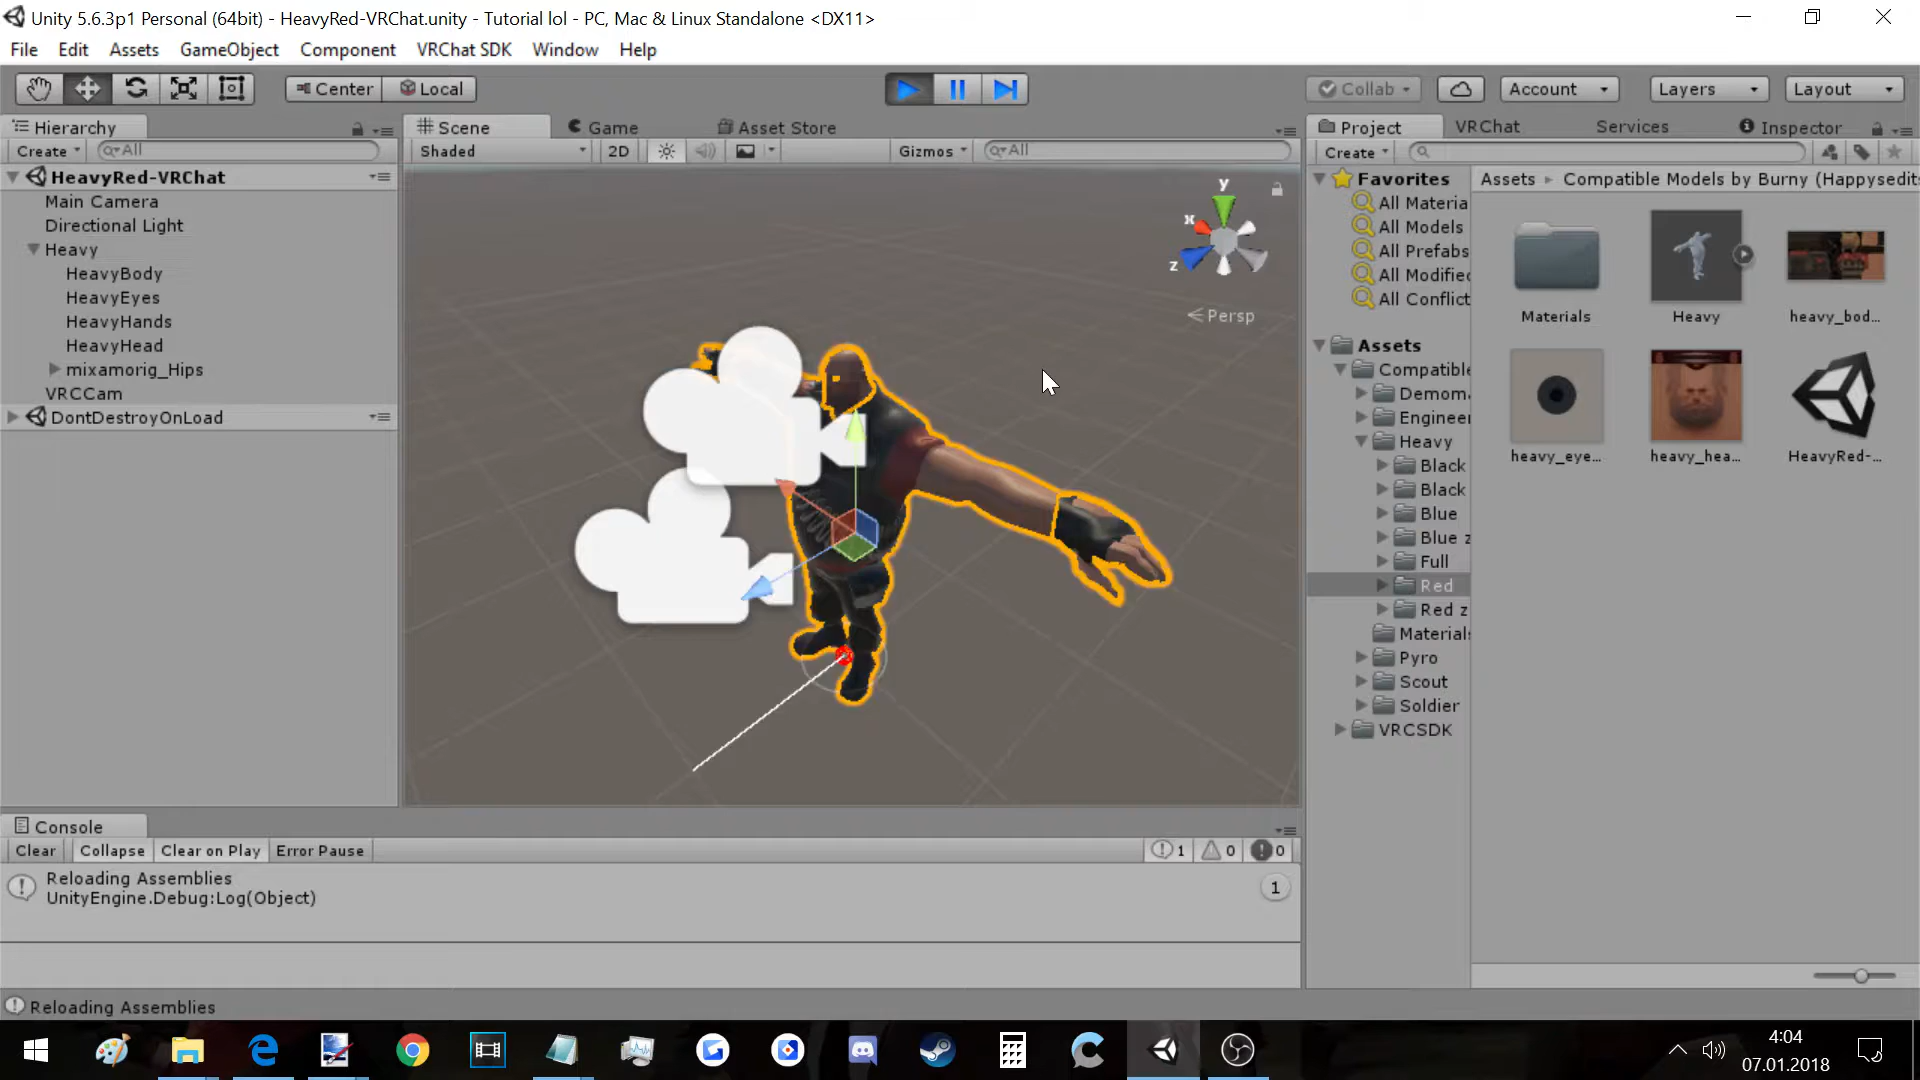 Unity 5.6.3p1 Personal (64bit) - HeavyRed-VRChat.unity - Tutorial lol - PC, Mac & Linux Standalone <DX11>
File Edit Assets GameObject Component VRChat SDK Window Help
Center Local Collab Account Layers Layout
Hierarchy
Create All
HeavyRed-VRChat
Main Camera
Directional Light
Heavy
HeavyBody
HeavyEyes
HeavyHands
HeavyHead
mixamorig_Hips
VRCCam
DontDestroyOnLoad
Scene Game Asset Store
Shaded 2D Gizmos All
y
x
z
Persp
Project VRChat Services Inspector
Create
Favorites
All Materia
All Models
All Prefabs
All Modified
All Conflict
Assets
Compatible
Demom
Engineer
Heavy
Black
Black
Blue
Blue z
Full
Red
Red z
Materials
Pyro
Scout
Soldier
VRCSDK
Assets Compatible Models by Burny (Happysedits
Materials Heavy heavy_bod...
heavy_eye... heavy_hea... HeavyRed-...
Console
Clear Collapse Clear on Play Error Pause 1 0 0
Reloading Assemblies
UnityEngine.Debug:Log(Object)
1
Reloading Assemblies
4:04
07.01.2018